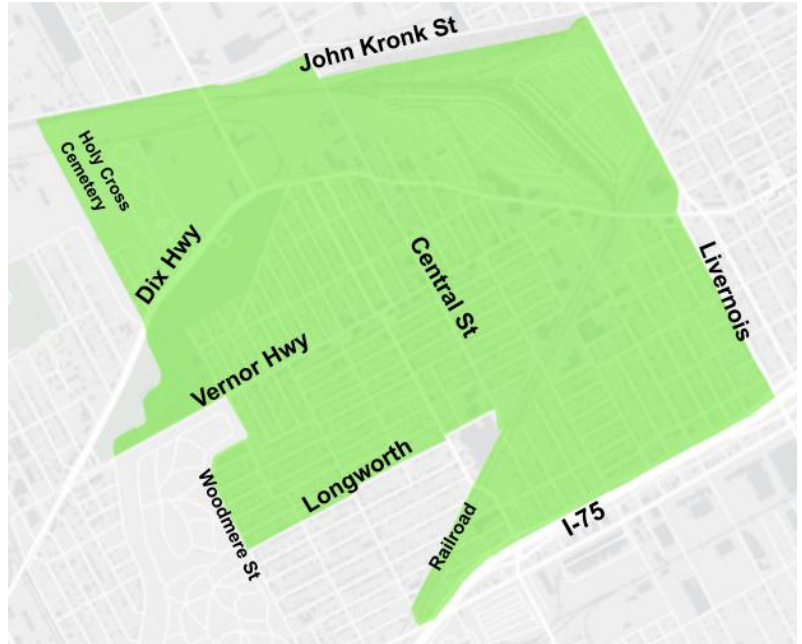 John Kronk St
Holy Cross
Cemetery
Dix Hwy
Central St
Livernois
Vernor Hwy
Longworth
Woodmere St
Railroad
I-75